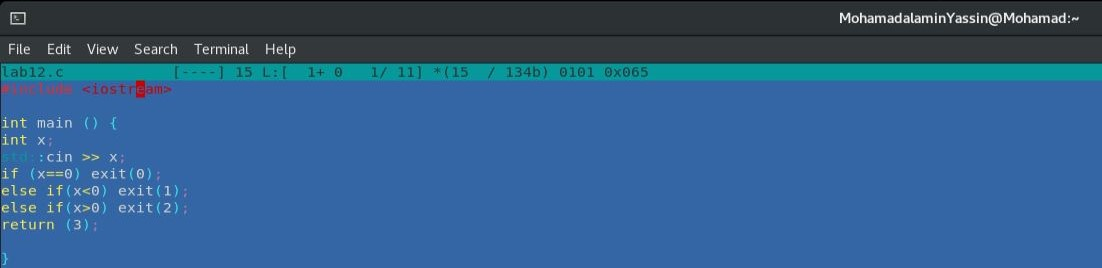 MohamadalaminYassin@Mohamad:~
File Edit View Search Terminal Help
lab12.c [----] 15 L:[ 1+ 0 1/ 11] *(15 / 134b) 0101 0x065
#include <iostream>
int main () {
int x;
std::cin >> x;
if (x==0) exit(0);
else if(x<0) exit(1);
else if(x>0) exit(2);
return (3);
}